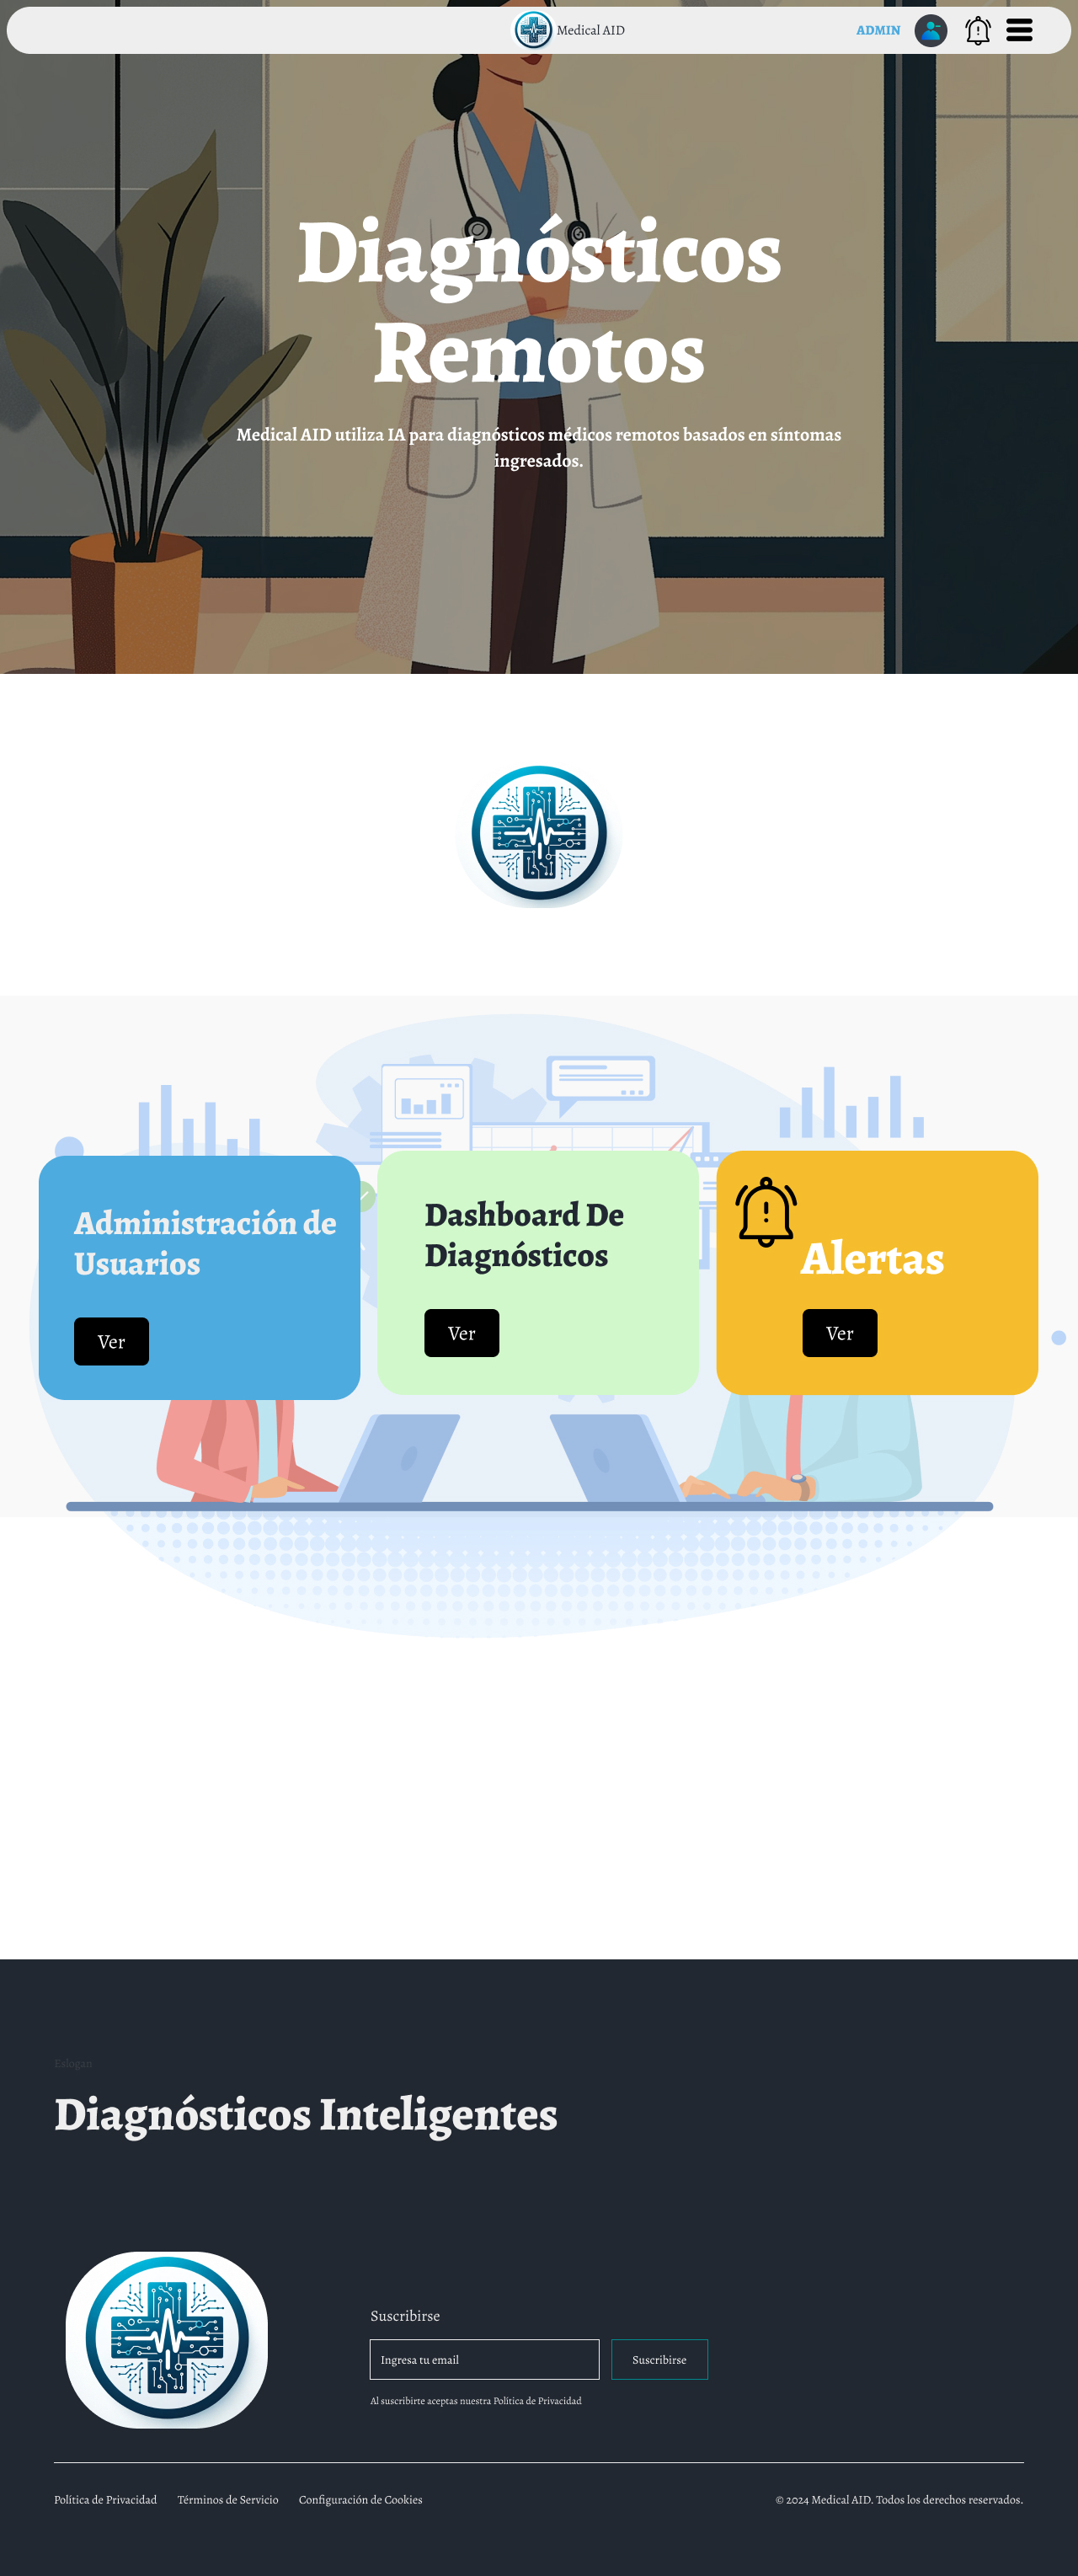 Medical AID
ADMIN
Diagnósticos
Remotos
Medical AID utiliza IA para diagnósticos médicos remotos basados en síntomas
ingresados.
Administración de
Usuarios
Ver
Dashboard De
Diagnósticos
Ver
Alertas
Ver
Eslogan
Diagnósticos Inteligentes
Suscribirse
Ingresa tu email
Suscribirse
Al suscribirte aceptas nuestra Política de Privacidad
Política de Privacidad
Términos de Servicio
Configuración de Cookies
© 2024 Medical AID. Todos los derechos reservados.